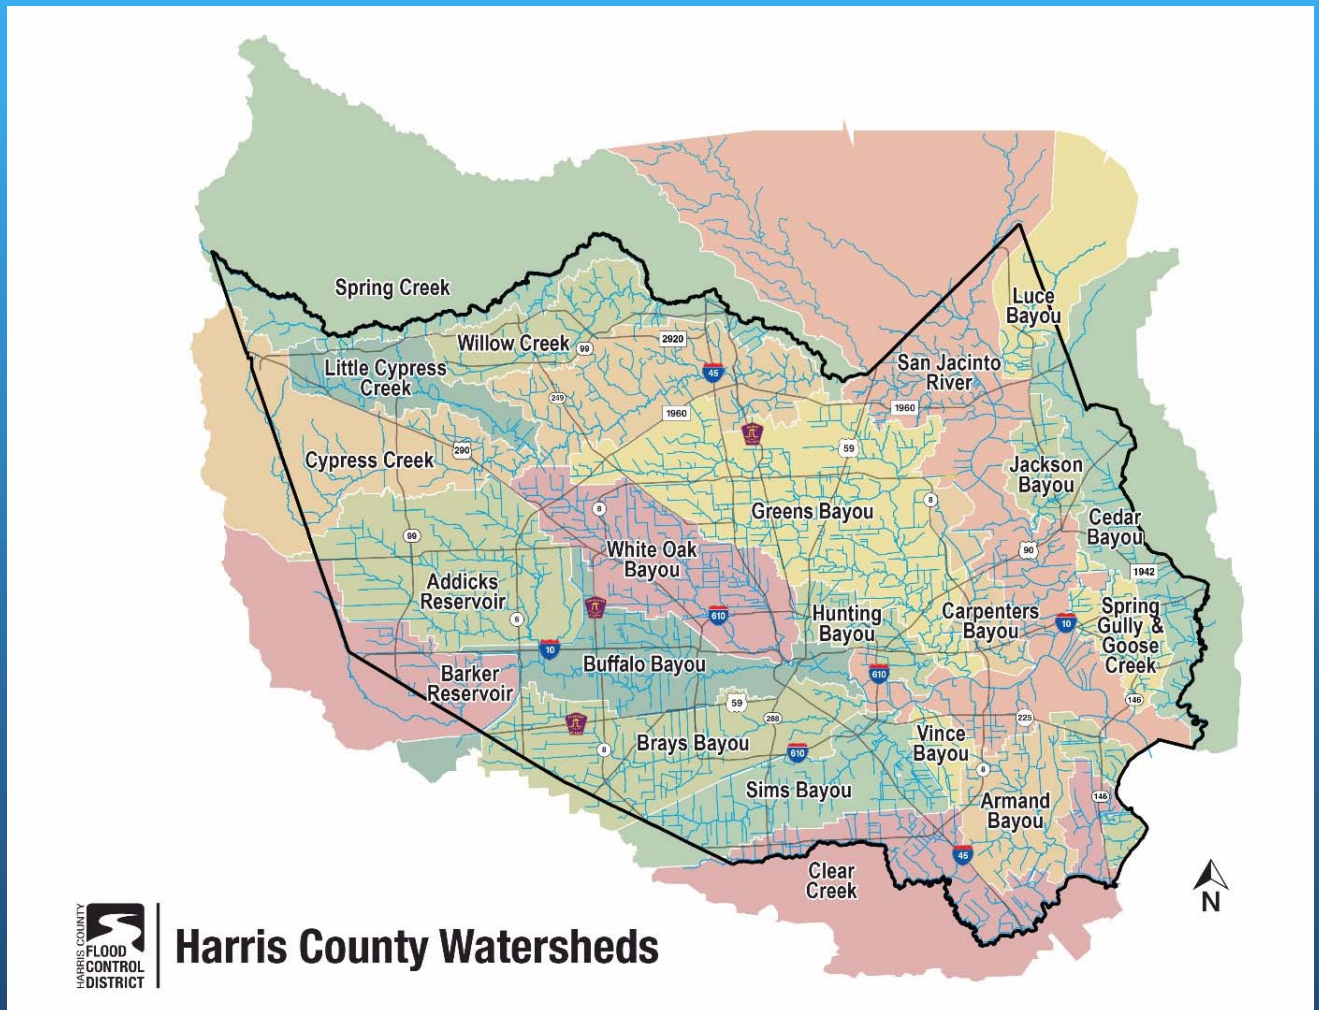 Spring Creek
Luce
Bayou
Willow Creek
99
2920
Little Cypress
Creek
45
San Jacinto
River
249
1960
1960
290
59
Cypress Creek
Jackson
Bayou
8
8
Greens Bayou
99
Cedar
Bayou
White Oak
Bayou
90
1942
Addicks
Reservoir
6
610
Hunting
Bayou
Carpenters
Bayou
10
Spring
Gully &
Goose
Creek
10
Buffalo Bayou
Barker
Reservoir
610
59
288
146
225
Brays Bayou
8
610
Vince
Bayou
8
Sims Bayou
Armand
Bayou
146
45
Clear
Creek
N
HARRIS COUNTY
FLOOD
CONTROL
DISTRICT
Harris County Watersheds